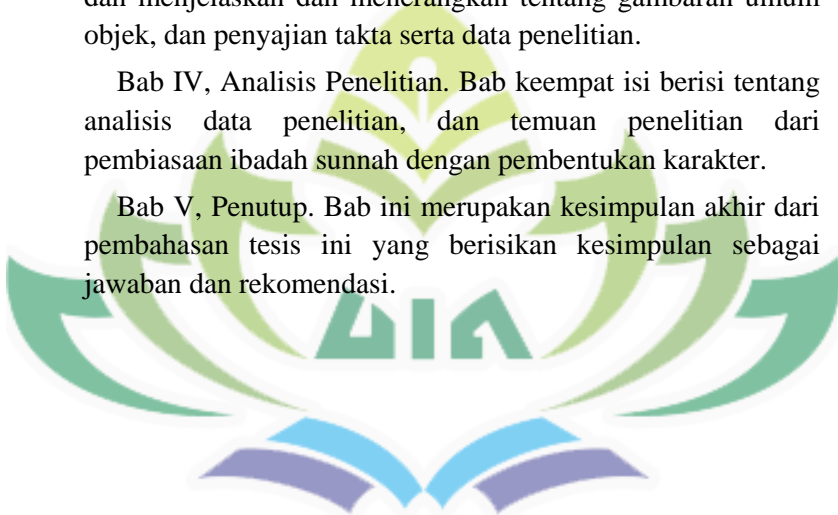 dan menjelaskan dan menerangkan tentang gambaran umum
objek, dan penyajian takta serta data penelitian.
Bab IV, Analisis Penelitian. Bab keempat isi berisi tentang
analisis data penelitian, dan temuan penelitian dari
pembiasaan ibadah sunnah dengan pembentukan karakter.
Bab V, Penutup. Bab ini merupakan kesimpulan akhir dari
pembahasan tesis ini yang berisikan kesimpulan sebagai
jawaban dan rekomendasi.